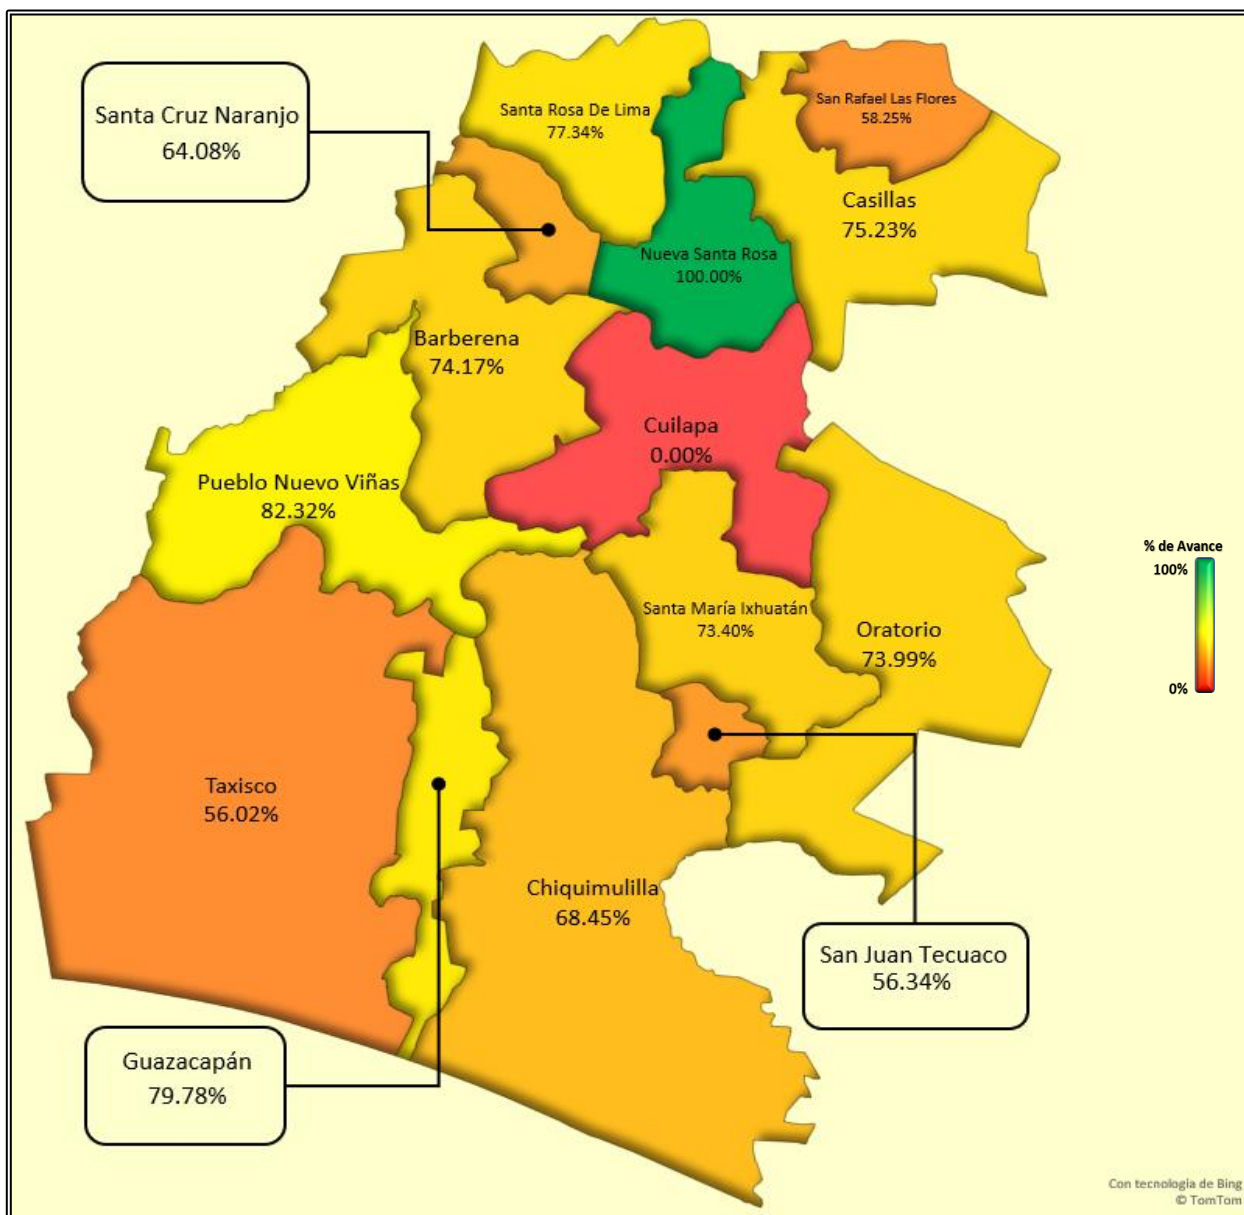 Santa Cruz Naranjo
64.08%
Santa Rosa De Lima
77.34%
San Rafael Las Flores
58.25%
Casillas
75.23%
Nueva Santa Rosa
100.00%
Barberena
74.17%
Cuilapa
0.00%
Pueblo Nuevo Viñas
82.32%
% de Avance
100%
0%
Santa María Ixhuatán
73.40%
Oratorio
73.99%
Taxisco
56.02%
Chiquimulilla
68.45%
San Juan Tecuaco
56.34%
Guazacapán
79.78%
Con tecnología de Bing
© TomTom